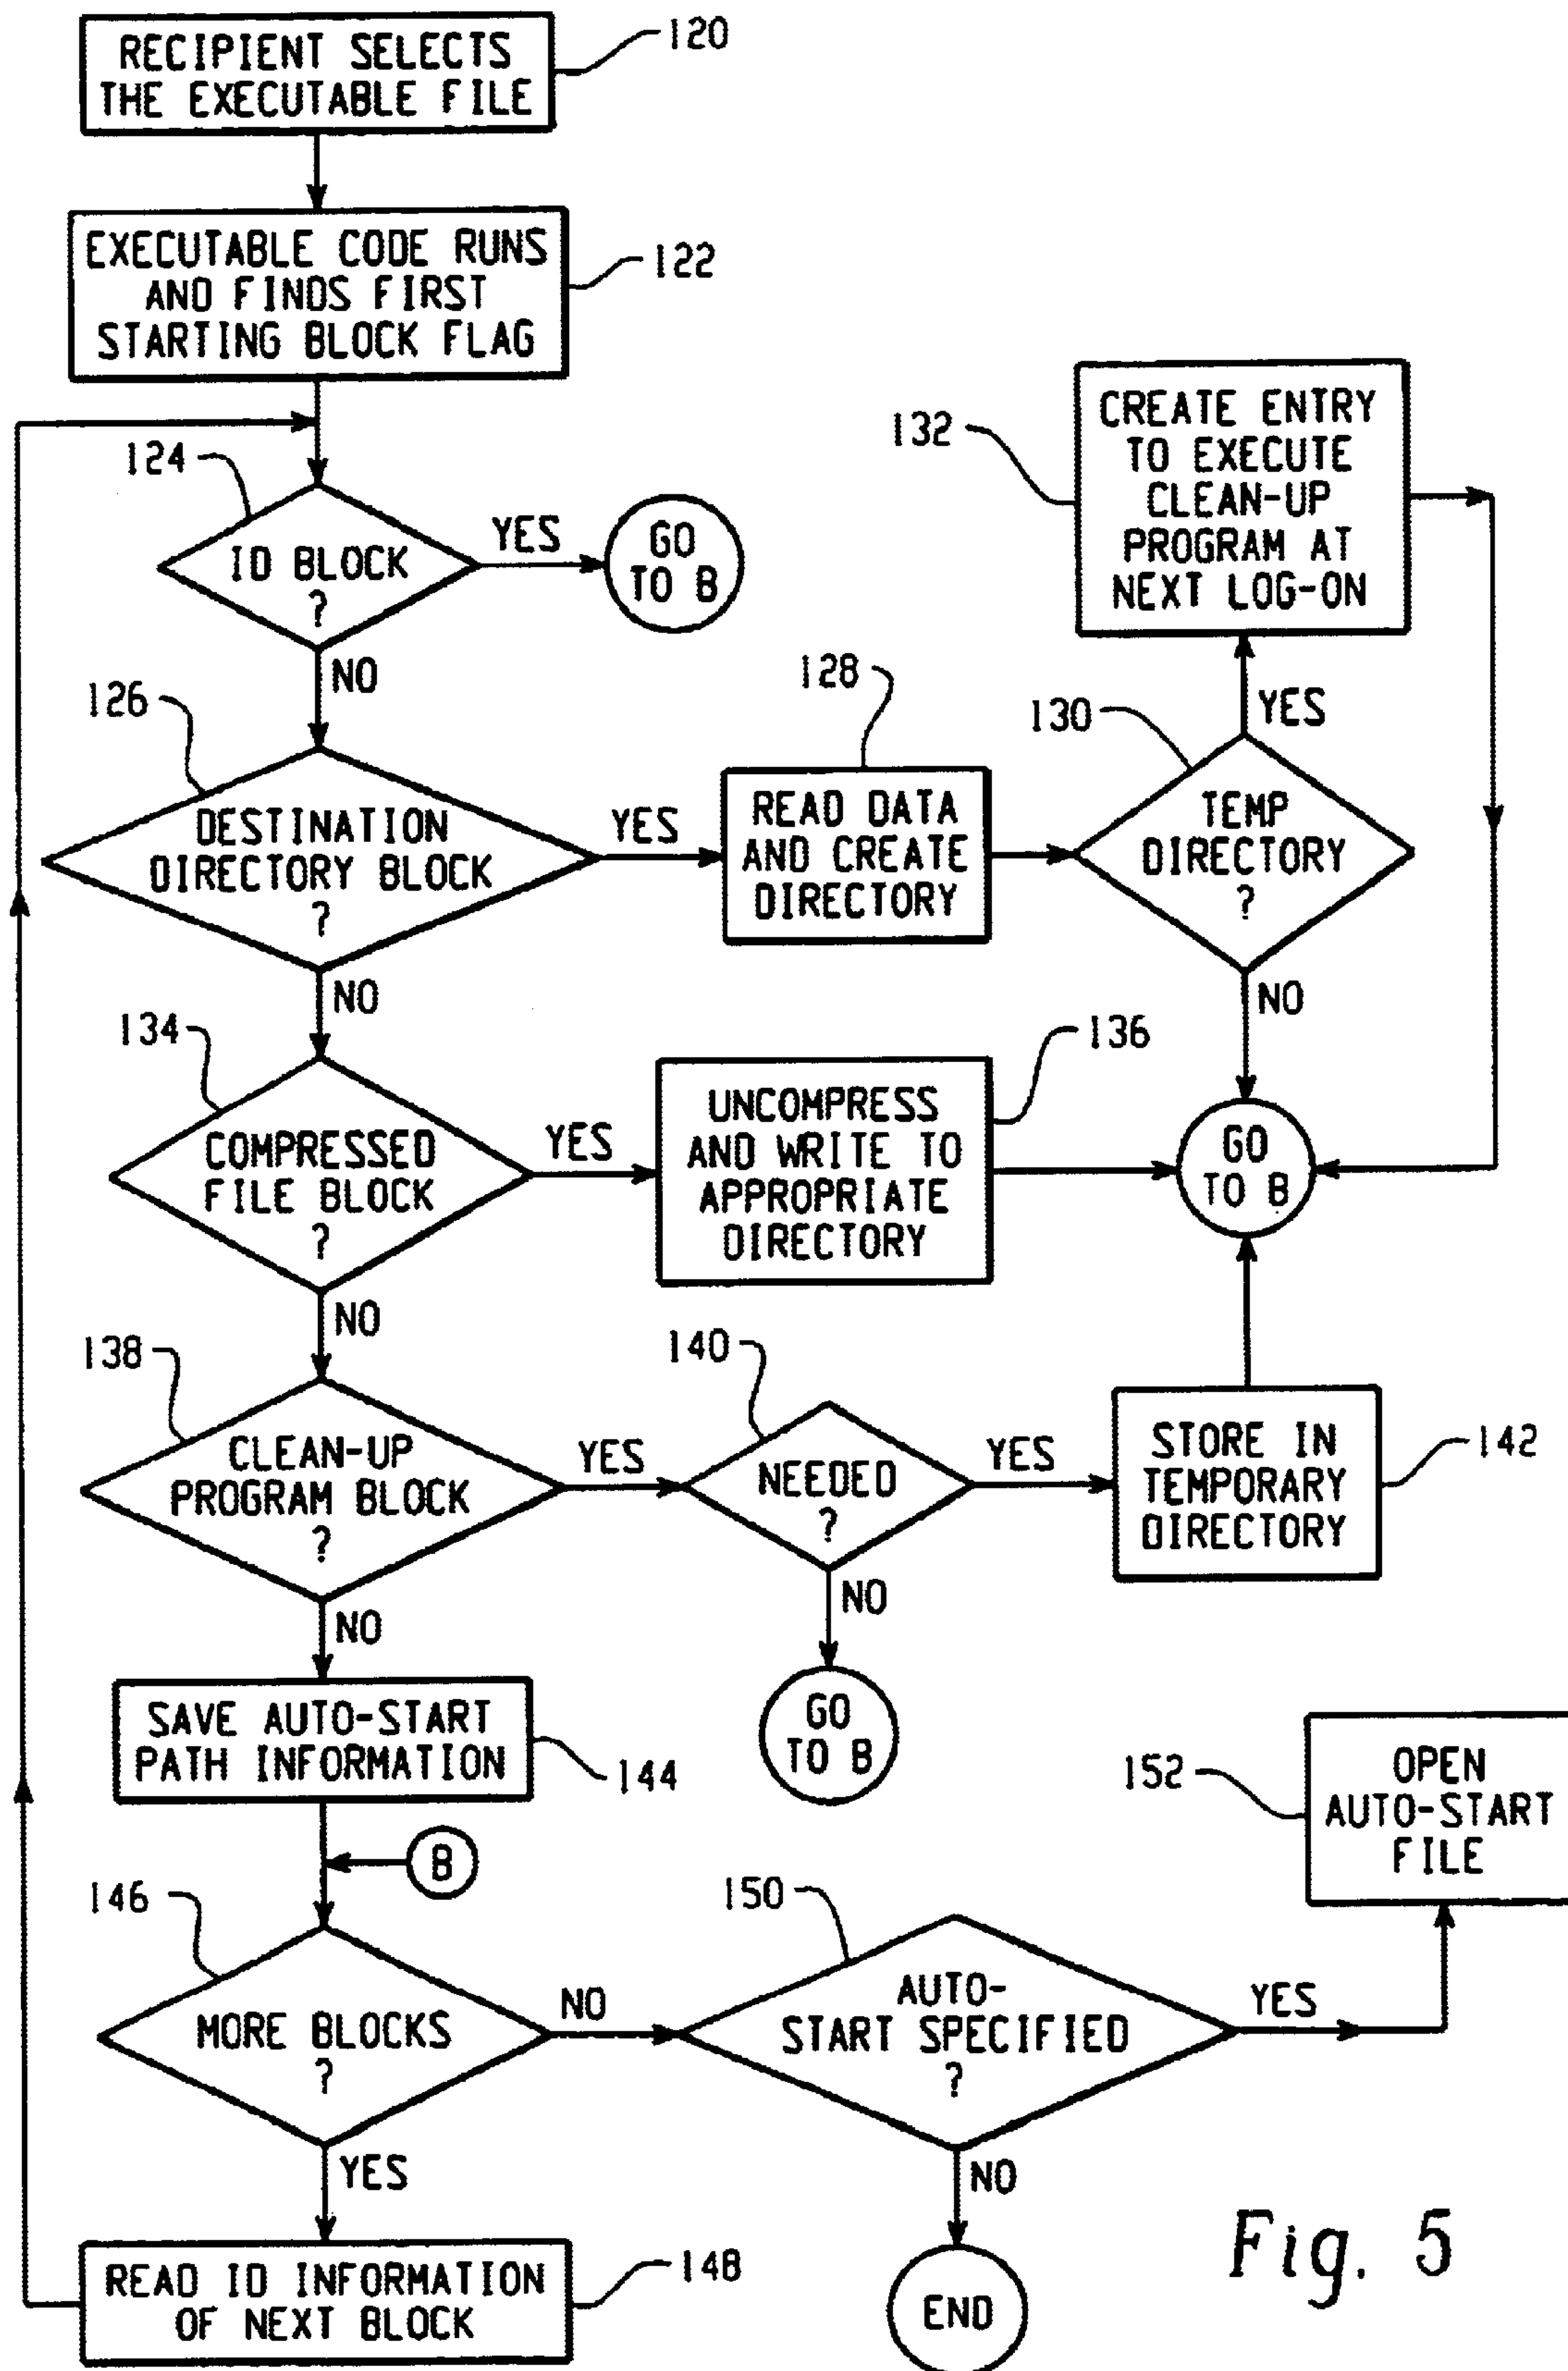 RECIPIENT SELECTS
THE EXECUTABLE FILE
120
EXECUTABLE CODE RUNS
AND FINDS FIRST
STARTING BLOCK FLAG
122
124
ID BLOCK
?
YES
GO
TO B
NO
132
CREATE ENTRY
TO EXECUTE
CLEAN-UP
PROGRAM AT
NEXT LOG-ON
126
DESTINATION
DIRECTORY BLOCK
?
YES
128
READ DATA
AND CREATE
DIRECTORY
130
YES
TEMP
DIRECTORY
?
NO
NO
134
COMPRESSED
FILE BLOCK
?
YES
136
UNCOMPRESS
AND WRITE TO
APPROPRIATE
DIRECTORY
GO
TO B
NO
138
CLEAN-UP
PROGRAM BLOCK
?
YES
140
NEEDED
?
YES
STORE IN
TEMPORARY
DIRECTORY
142
NO
GO
TO B
NO
SAVE AUTO-START
PATH INFORMATION
144
B
146
MORE BLOCKS
?
NO
150
AUTO-
START SPECIFIED
?
YES
152
OPEN
AUTO-START
FILE
YES
NO
READ ID INFORMATION
OF NEXT BLOCK
148
END
Fig. 5